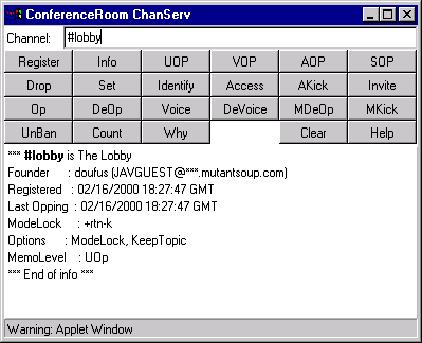 ConferenceRoom ChanServ
Channel: #lobby
Register Info UOP VOP AOP SOP
Drop Set Identify Access AKick Invite
Op DeOp Voice DeVoice MDeOp MKick
UnBan Count Why Clear Help
*** #lobby is The Lobby
Founder : doufus (JAVGUEST@***.mutantsoup.com)
Registered : 02/16/2000 18:27:47 GMT
Last Opping : 02/16/2000 18:27:47 GMT
ModeLock : +rtn-k
Options : ModeLock, KeepTopic
MemoLevel : UOp
*** End of info ***
Warning: Applet Window